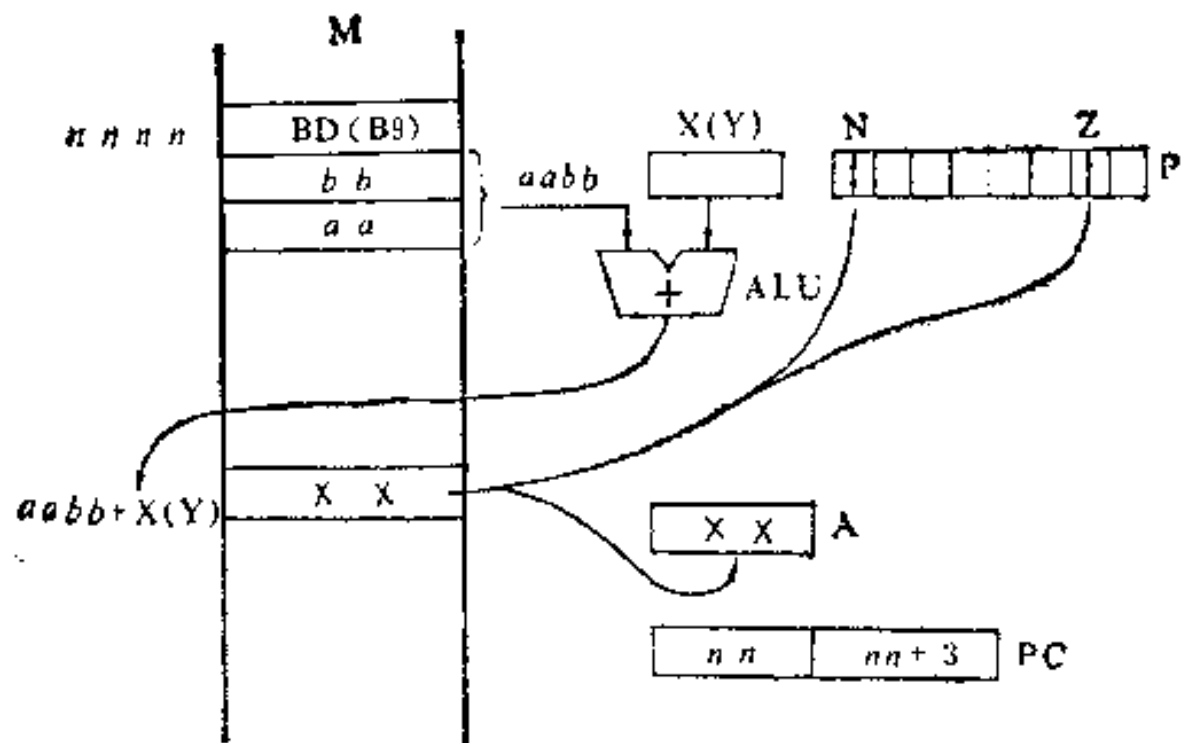 M
n n n n
BD ( B9 )
X(Y)
N
Z
P
b b
aabb
a a
+
ALU
aabb+X(Y)
X X
X X
A
n n
nn + 3
PC